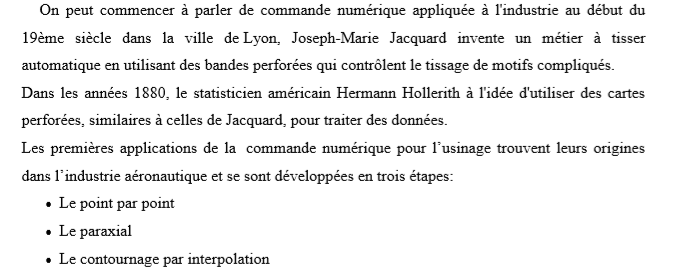 On peut commencer à parler de commande numérique appliquée à l'industrie au début du
19ème siècle dans la ville de Lyon, Joseph-Marie Jacquard invente un métier à tisser
automatique en utilisant des bandes perforées qui contrôlent le tissage de motifs compliqués.
Dans les années 1880, le statisticien américain Hermann Hollerith à l'idée d'utiliser des cartes
perforées, similaires à celles de Jacquard, pour traiter des données.
Les premières applications de la commande numérique pour l’usinage trouvent leurs origines
dans l’industrie aéronautique et se sont développées en trois étapes:
• Le point par point
• Le paraxial
• Le contournage par interpolation